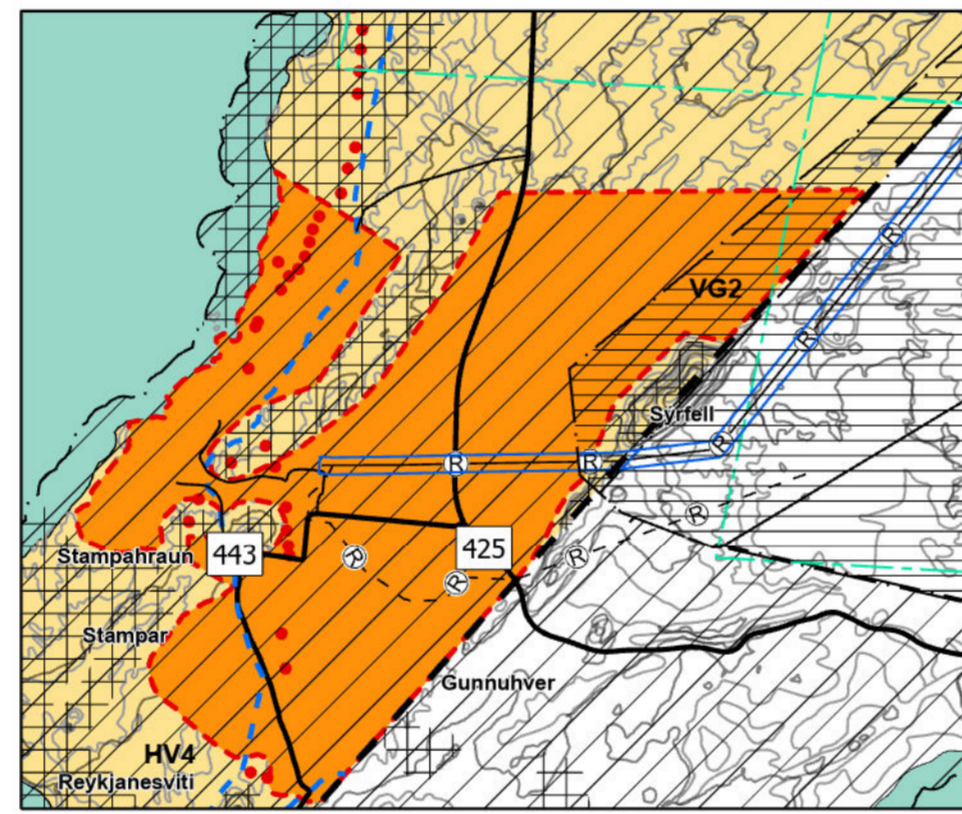 R
VG2
R
Syrfell
R
R
R
R
Stampahraun
443
425
R
R
R
Stampar
Gunnuhver
HV4
Reykjanesviti